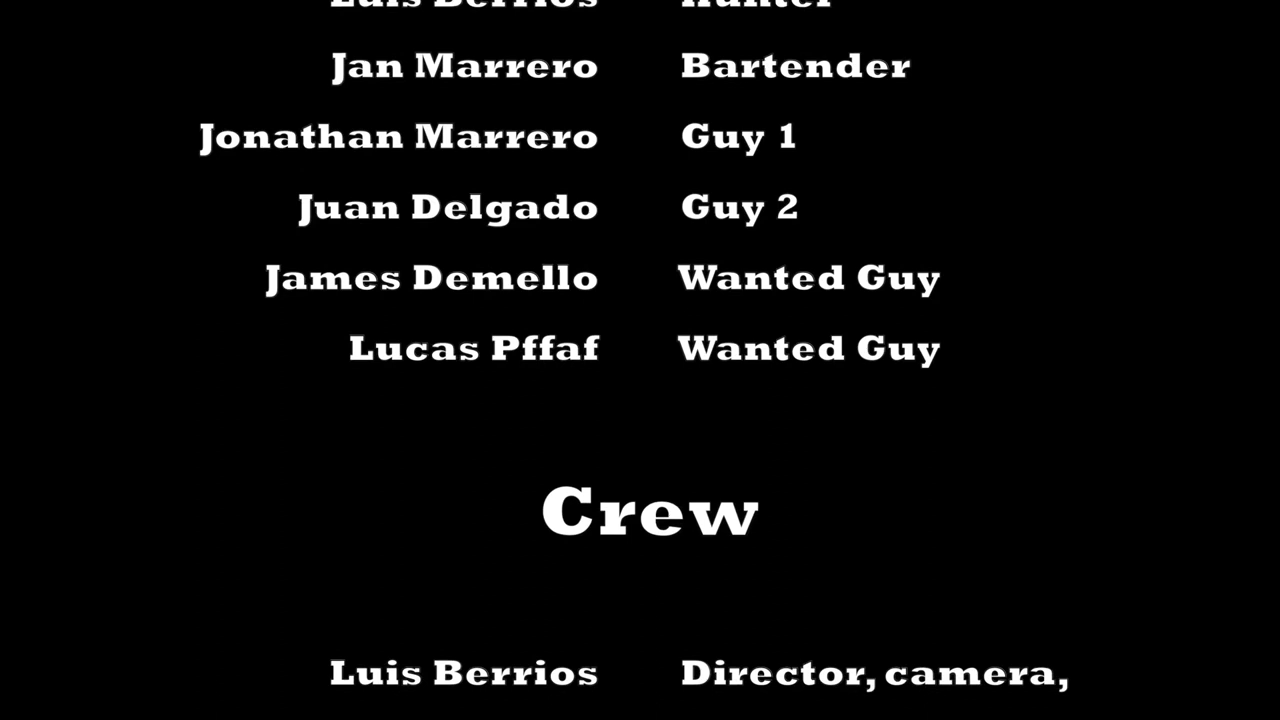 Luis Berrios Hunter
Jan Marrero Bartender
Jonathan Marrero Guy 1
Juan Delgado Guy 2
James Demello Wanted Guy
Lucas Pffaf Wanted Guy
Crew
Luis Berrios Director, camera,